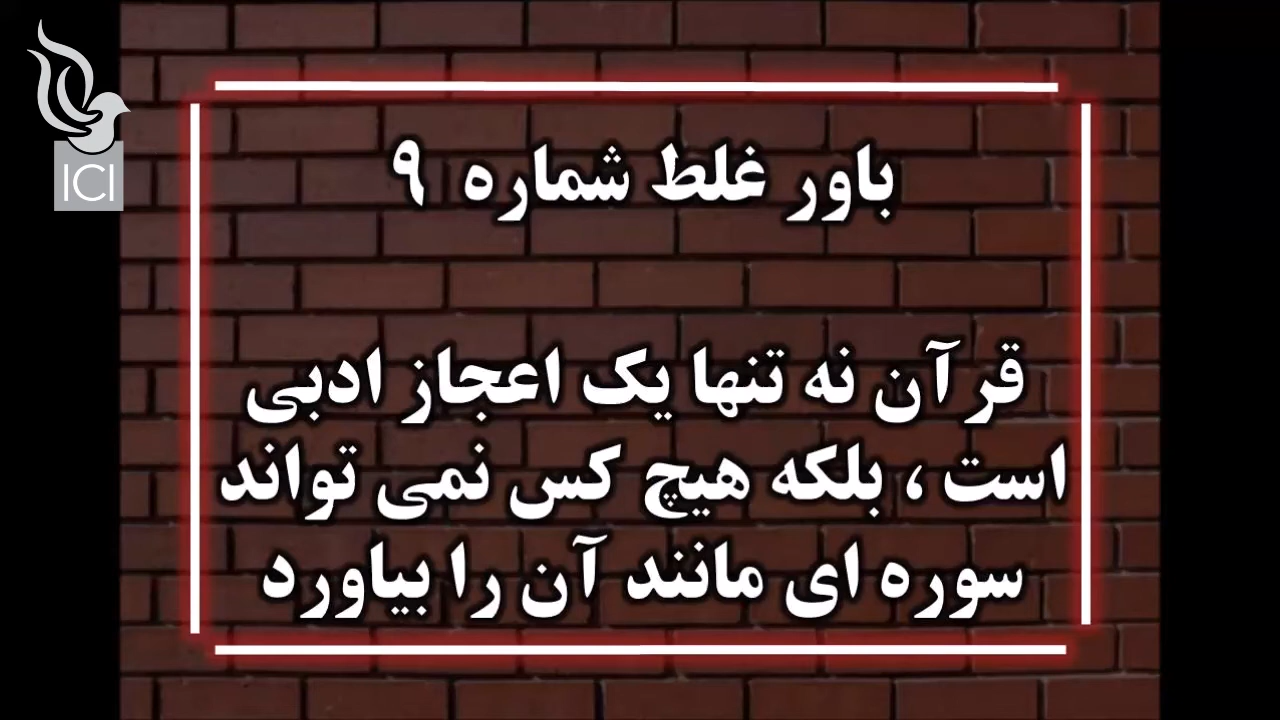 ICI
باور غلط شماره ۹
قرآن نه تنها یک اعجاز ادبی
است ، بلکه هیچ کس نمی تواند
سوره ای مانند آن را بیاورد